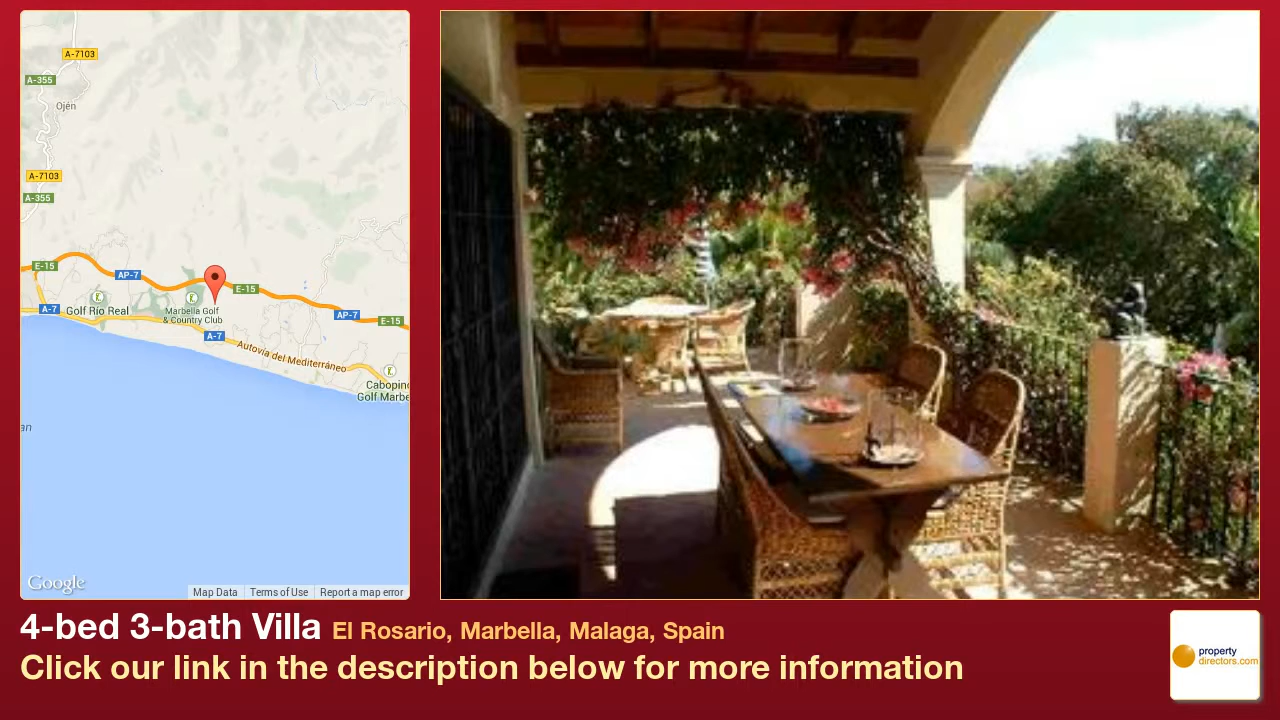 A-7103
A-355
Ojén
A-7103
A-355
E-15
AP-7
E-15
A-7
Golf Río Real
Marbella Golf
& Country Club
AP-7
E-15
A-7
Autovía del Mediterráneo
Cabopino
Golf Marbe
an
Google
Map Data
Terms of Use
Report a map error
4-bed 3-bath Villa El Rosario, Marbella, Malaga, Spain
Click our link in the description below for more information
property
directors.com